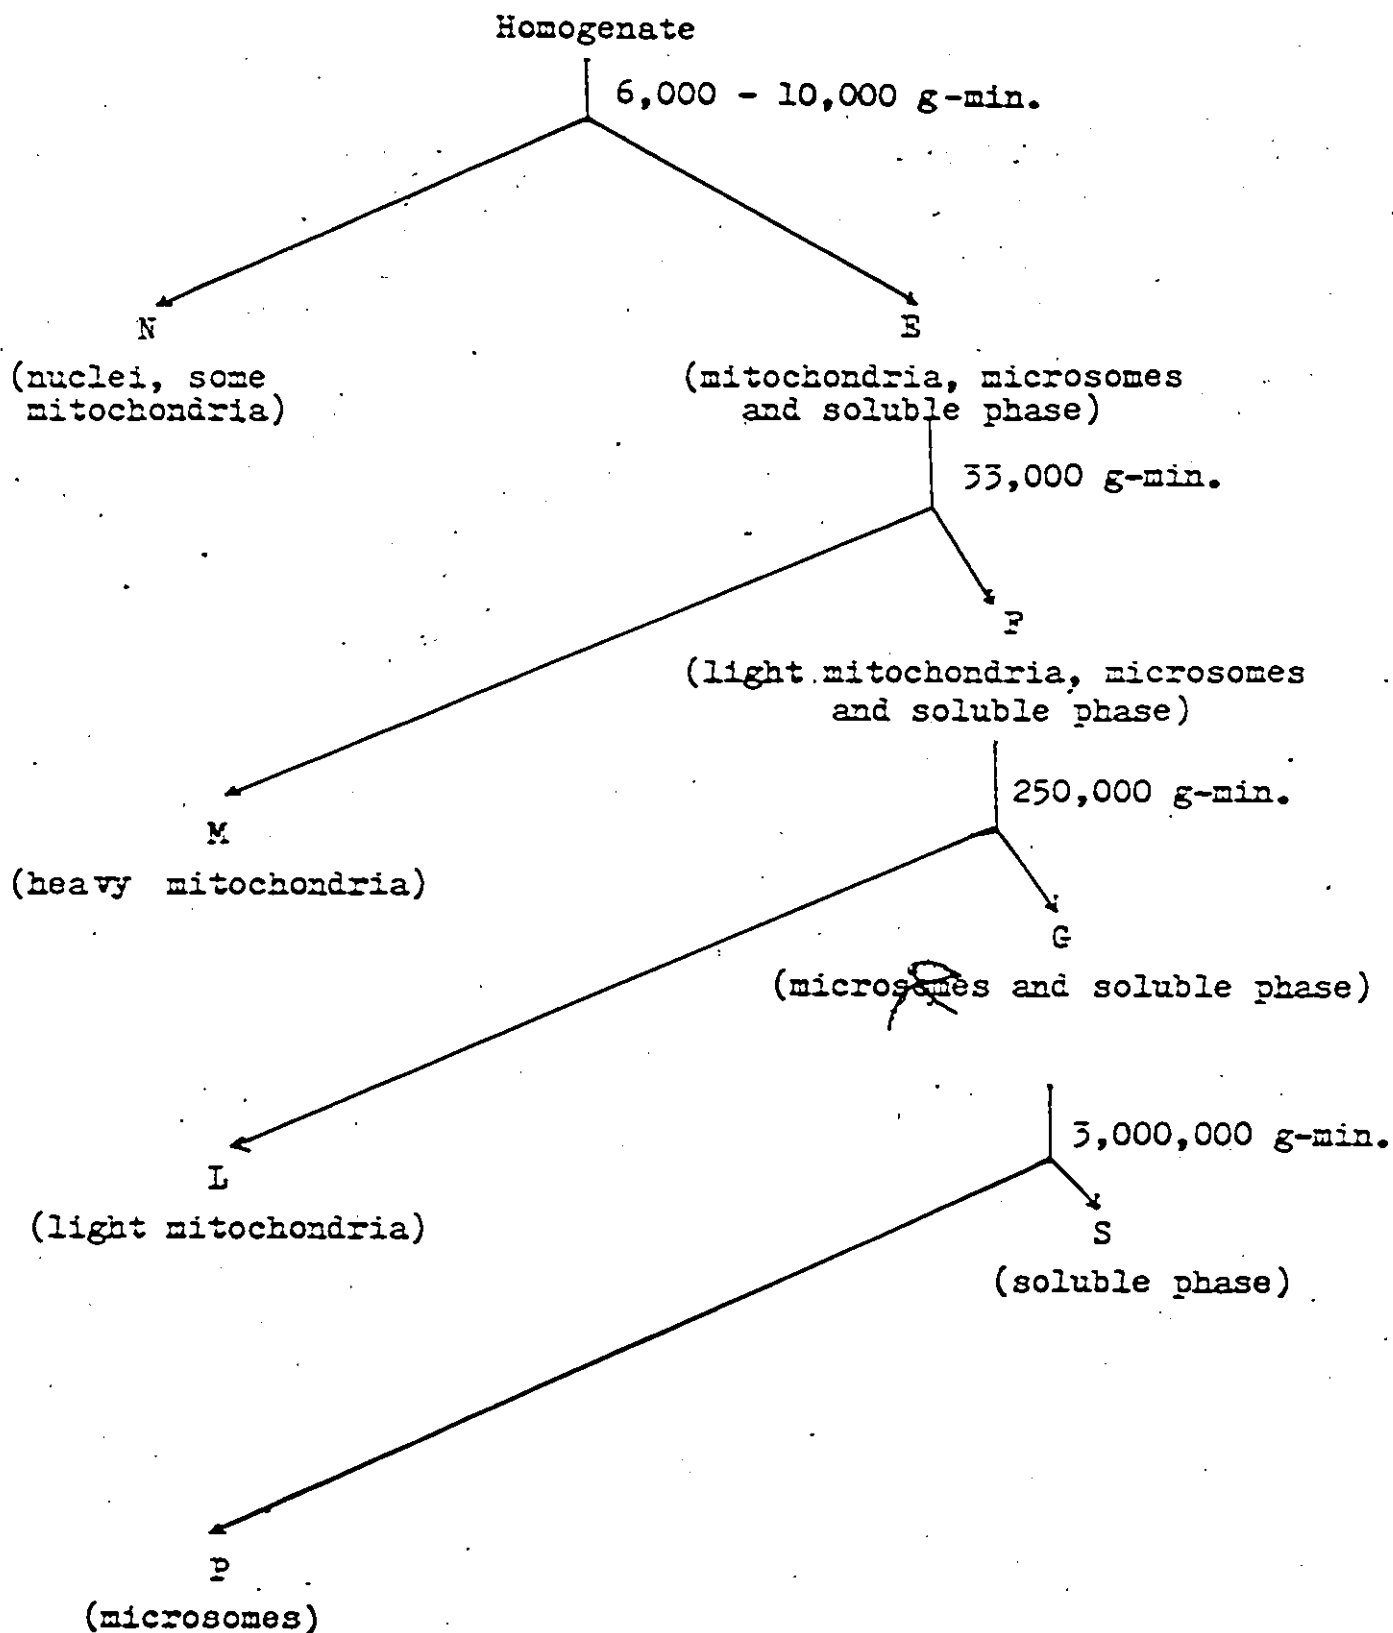 Homogenate
6,000 - 10,000 g-min.
N
E
(nuclei, some
mitochondria)
(mitochondria, microsomes
and soluble phase)
33,000 g-min.
F
(light mitochondria, microsomes
and soluble phase)
250,000 g-min.
M
(heavy mitochondria)
G
(microsomes and soluble phase)
3,000,000 g-min.
L
(light mitochondria)
S
(soluble phase)
P
(microsomes)